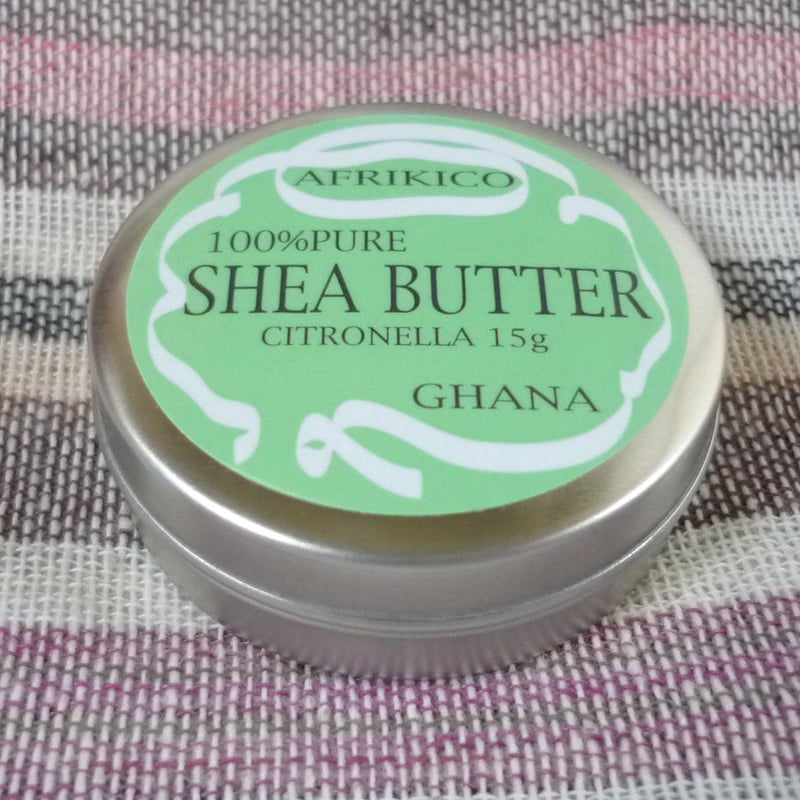 AFRIKICO
100%PURE
SHEA BUTTER
CITRONELLA 15g
GHANA